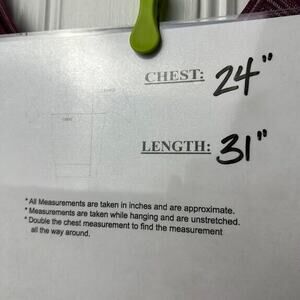 CHEST: 24"
CHEST
LENGTH: 31"
* All Measurements are taken in inches and are approximate.
* Measurements are taken while hanging and are unstretched.
* Double the chest measurement to find the measurement
all the way around.